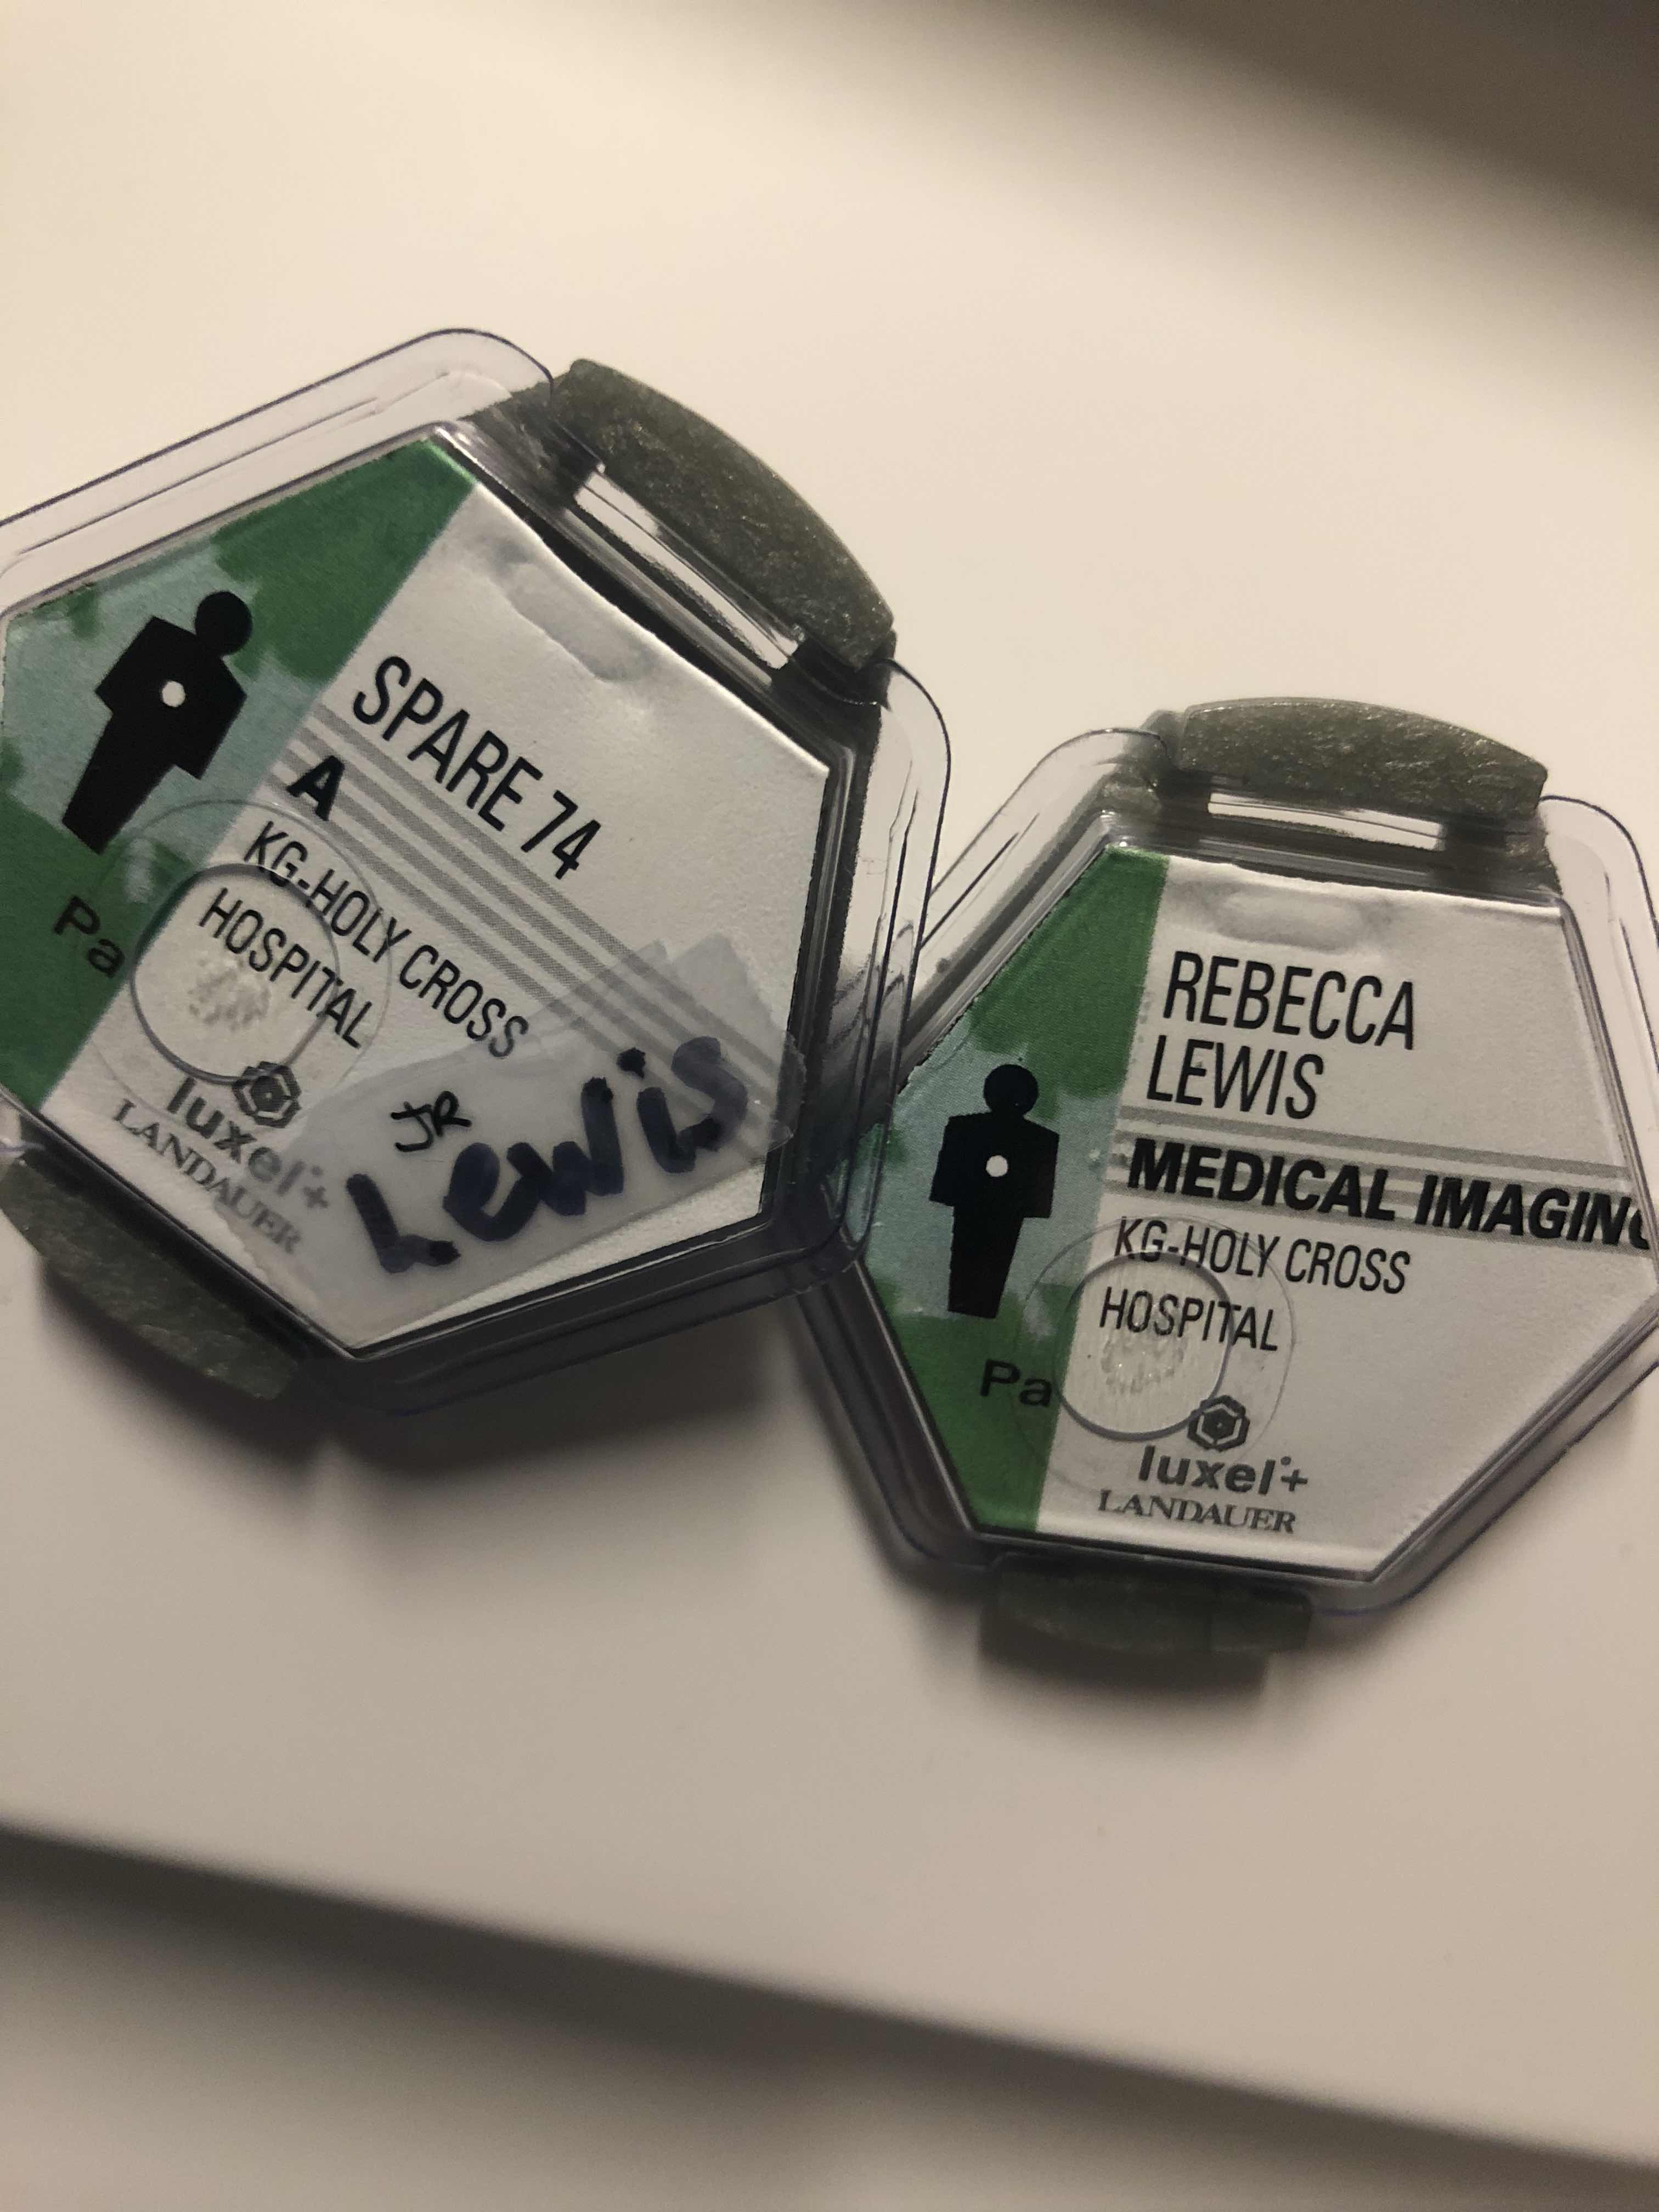 SPARE 74
A
KG-HOLY CROSS
HOSPITAL
Pa
luxel+
LANDAUER
JR
Lewis
REBECCA
LEWIS
MEDICAL IMAGING
KG-HOLY CROSS
HOSPITAL
Pa
luxel+
LANDAUER